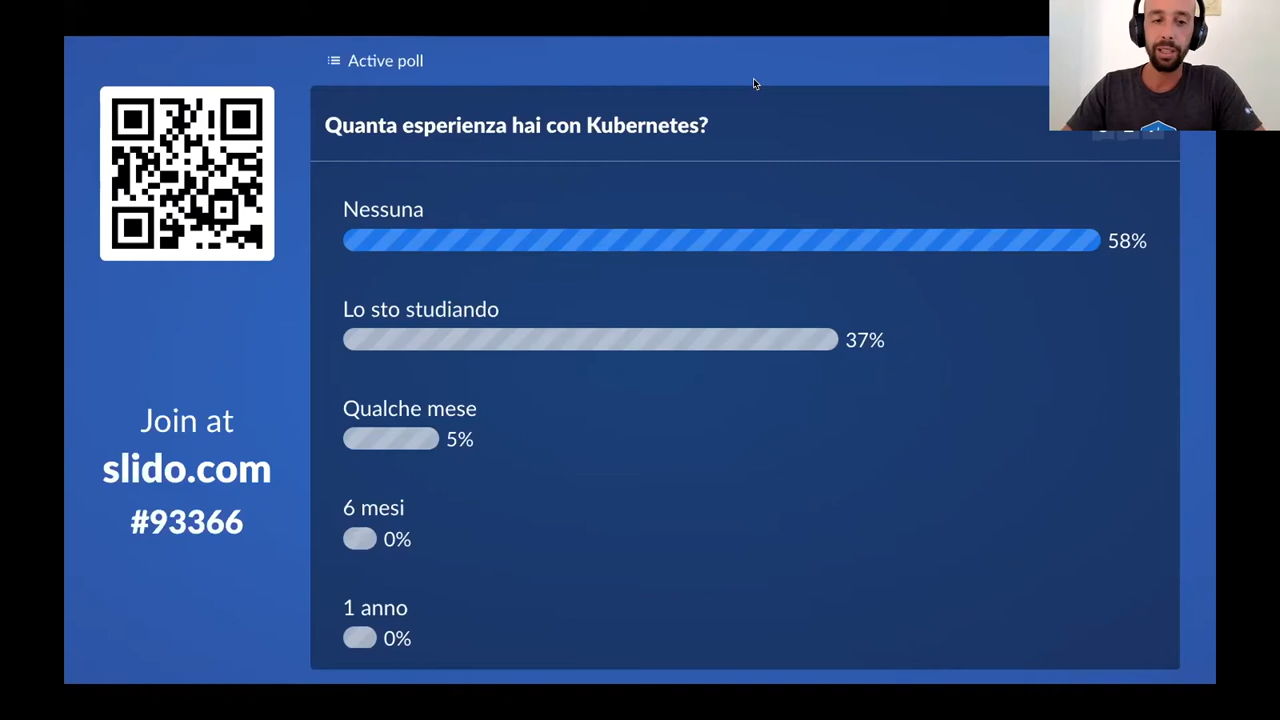 Active poll
Quanta esperienza hai con Kubernetes?
Nessuna
58%
Lo sto studiando
37%
Qualche mese
5%
6 mesi
0%
1 anno
0%
Join at
slido.com
#93366